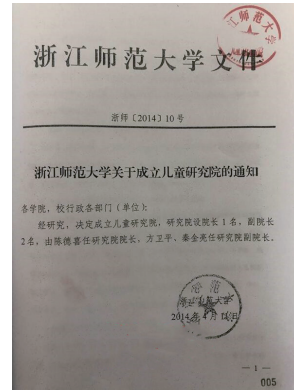 江师范大学
浙江师范大学文件
浙师〔2014〕10号
浙江师范大学关于成立儿童研究院的通知
各学院，校行政各部门（单位）：
经研究，决定成立儿童研究院，研究院设院长1名，副院长
2名，由陈德喜任研究院院长，方卫平、秦金亮任研究院副院长。
2014年4月
— 1 —
005